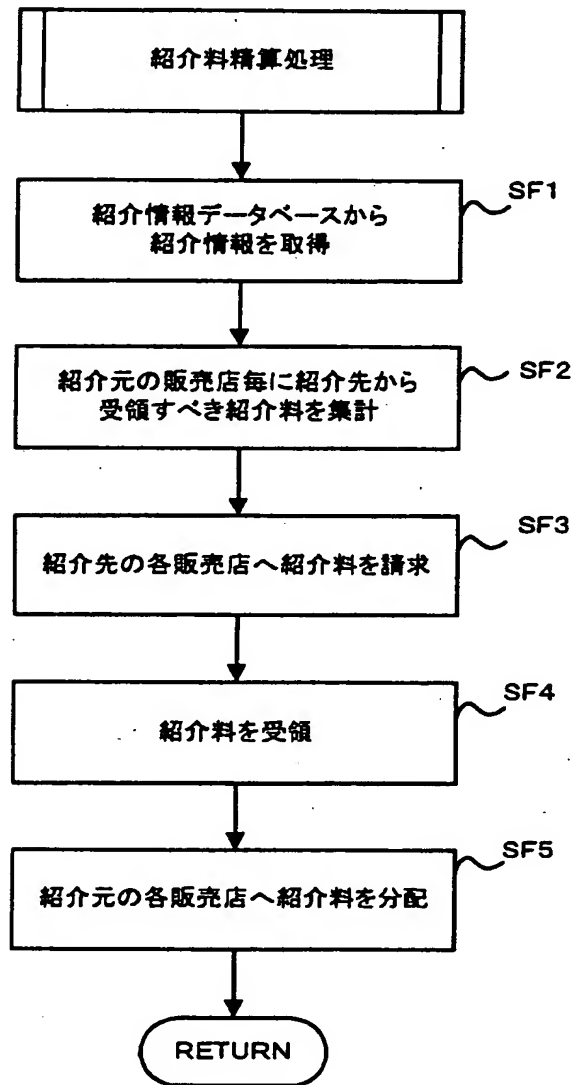 紹介料精算処理
SF1
紹介情報データベースから
紹介情報を取得
SF2
紹介元の販売店毎に紹介先から
受領すべき紹介料を集計
SF3
紹介先の各販売店へ紹介料を請求
SF4
紹介料を受領
SF5
紹介元の各販売店へ紹介料を分配
RETURN